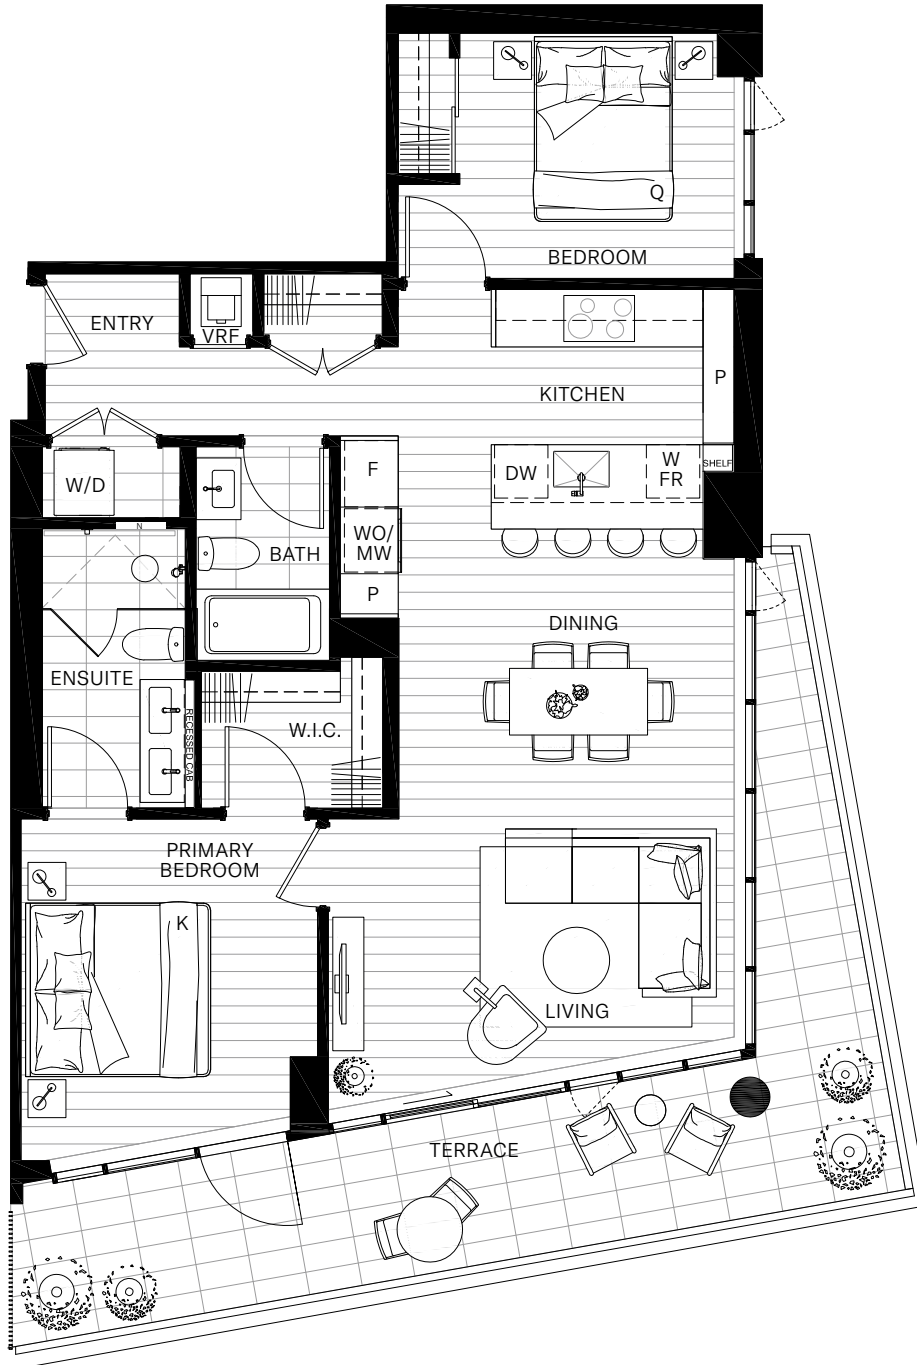 Q
BEDROOM
ENTRY
VRF
KITCHEN
P
F
DW
W
FR
SHELF
W/D
WO/
MW
BATH
N
P
DINING
ENSUITE
RECESSED CAB
W.I.C.
PRIMARY
BEDROOM
K
LIVING
TERRACE